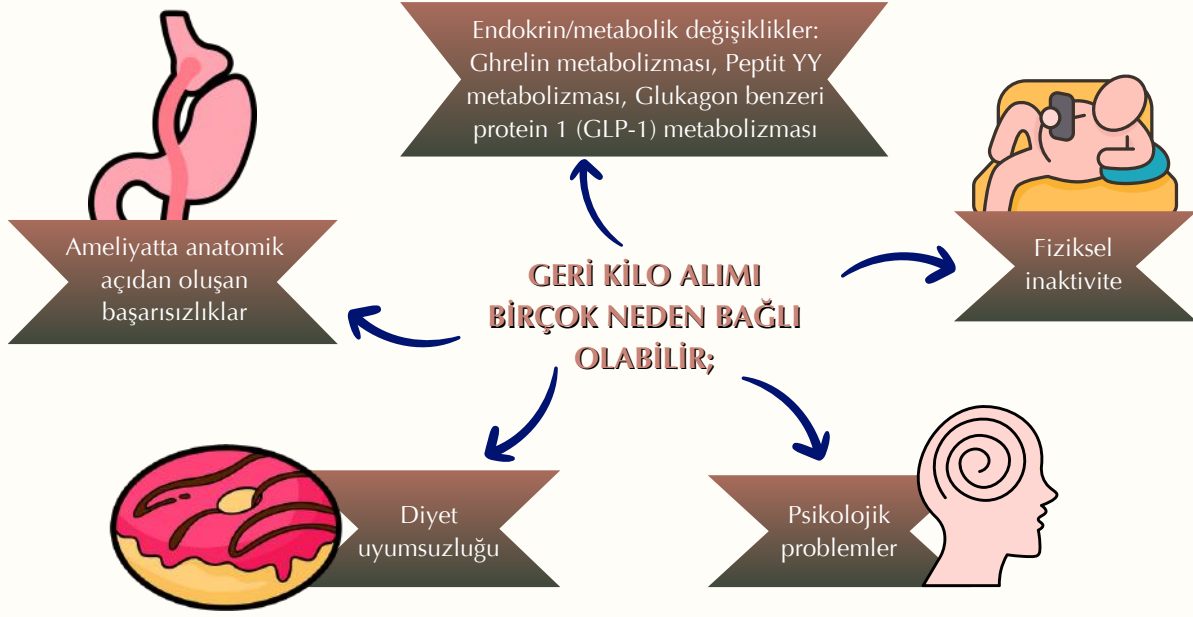 Endokrin/metabolik değişiklikler:
Ghrelin metabolizması, Peptit YY
metabolizması, Glukagon benzeri
protein 1 (GLP-1) metabolizması
Ameliyatta anatomik
açıdan oluşan
başarısızlıklar
Fiziksel
inaktivite
GERİ KİLO ALIMI
BİRÇOK NEDEN BAĞLI
OLABİLİR;
Diyet
uyumsuzluğu
Psikolojik
problemler